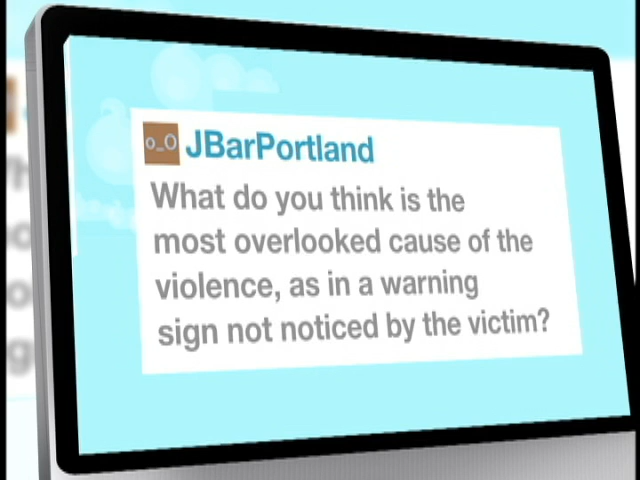 o_O
JBarPortland
What do you think is the
most overlooked cause of the
violence, as in a warning
sign not noticed by the victim?